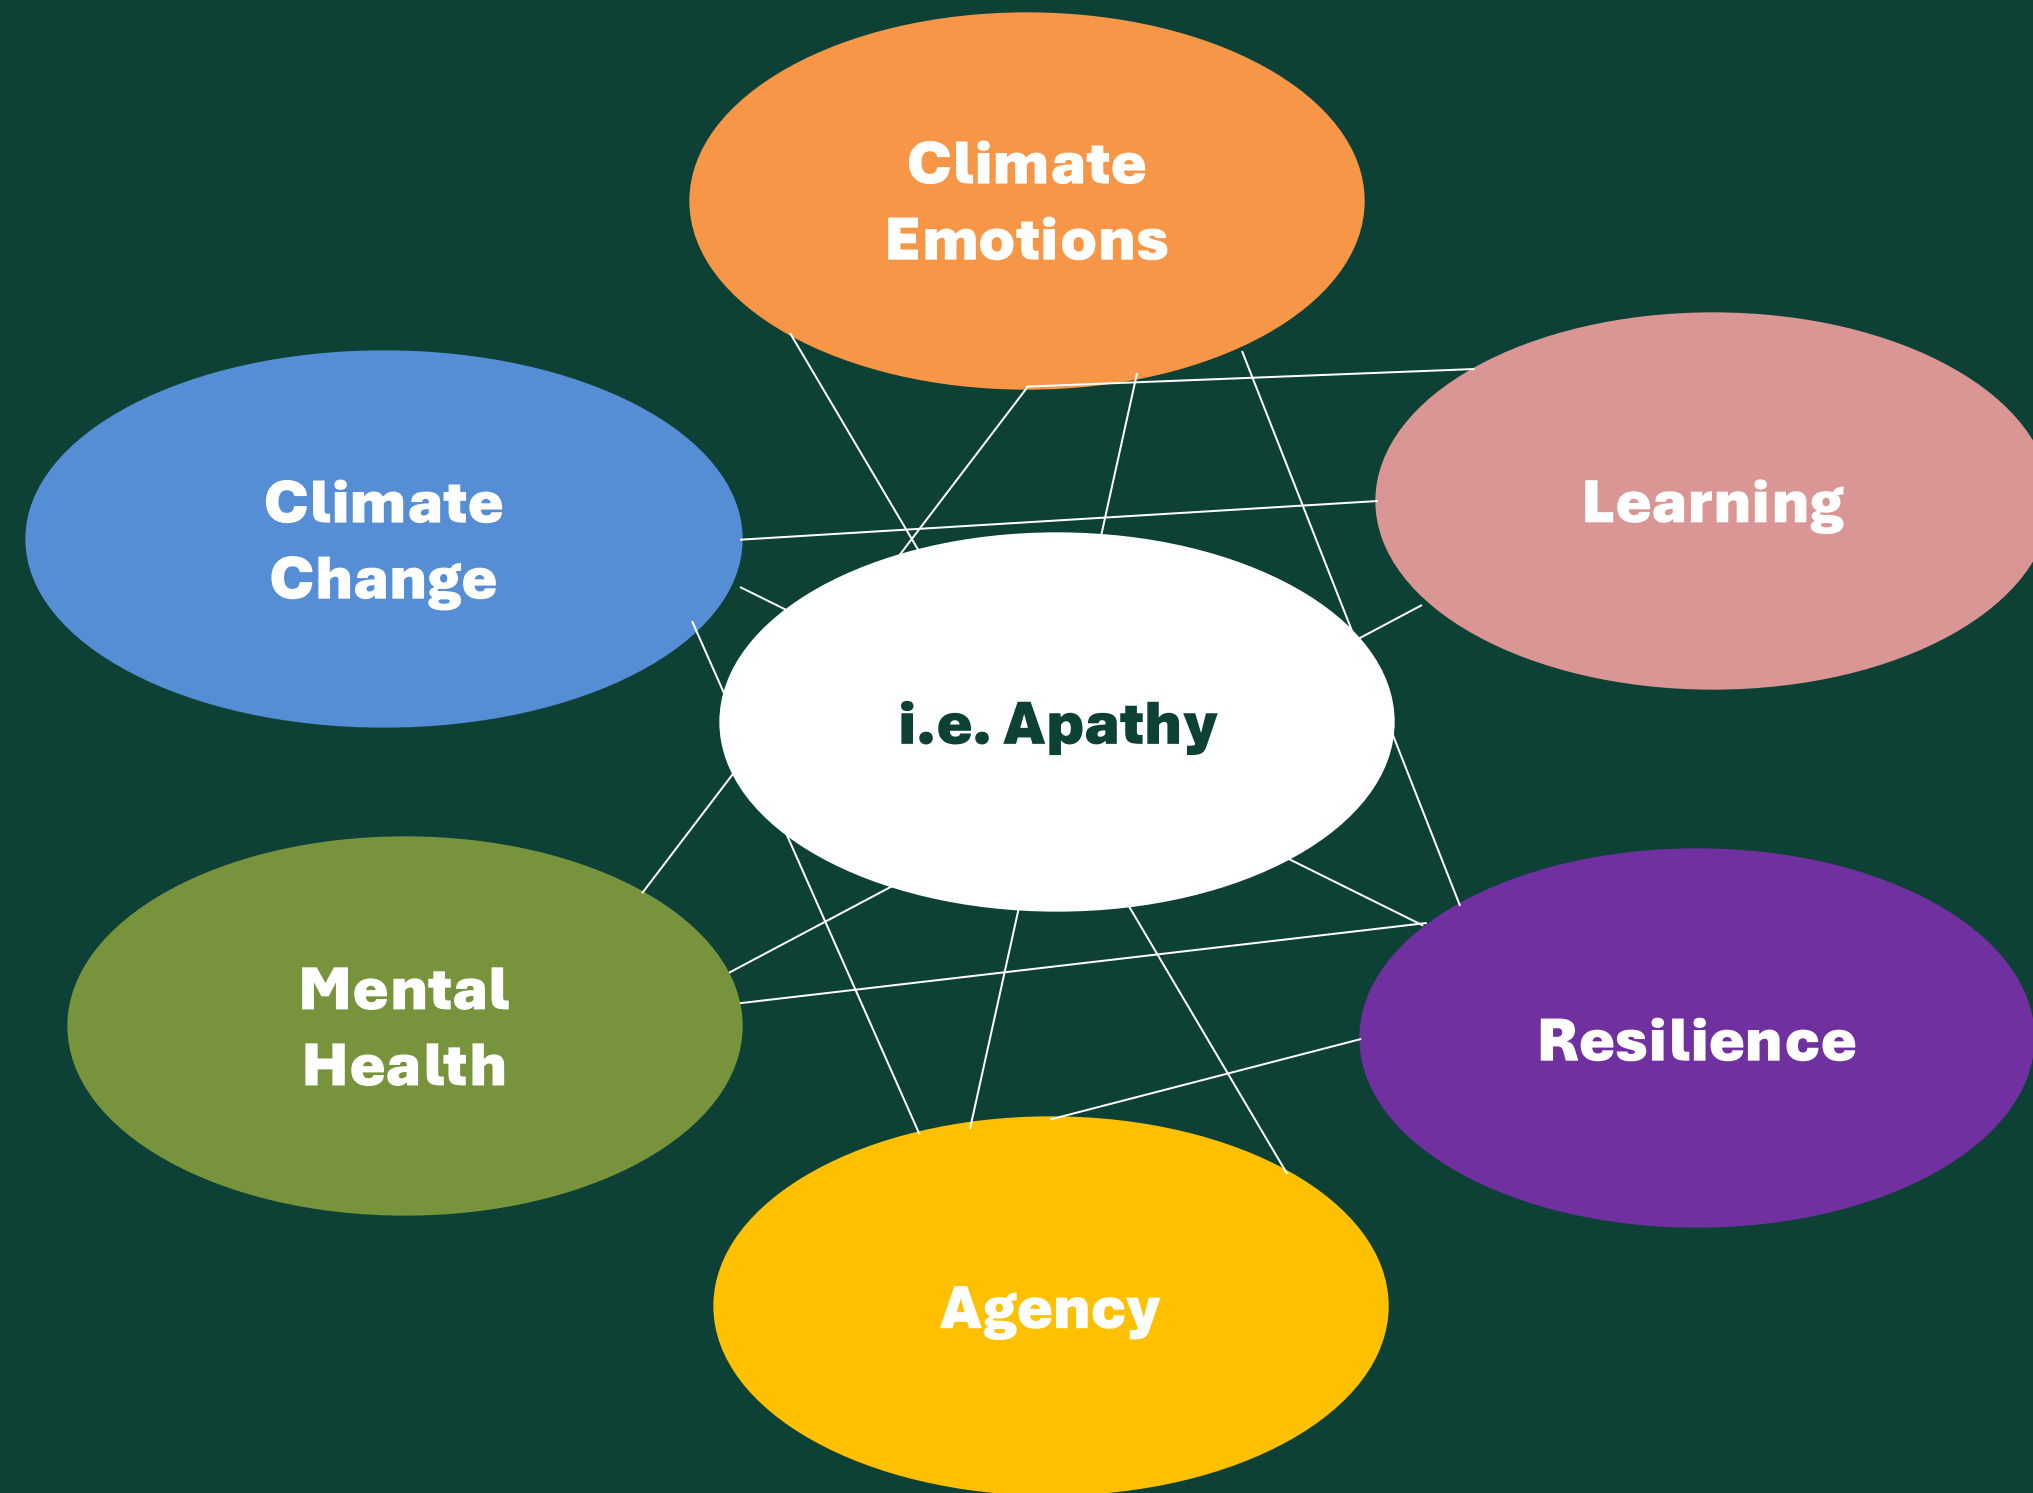 Climate
Emotions
Climate
Change
Learning
i.e. Apathy
Mental
Health
Resilience
Agency